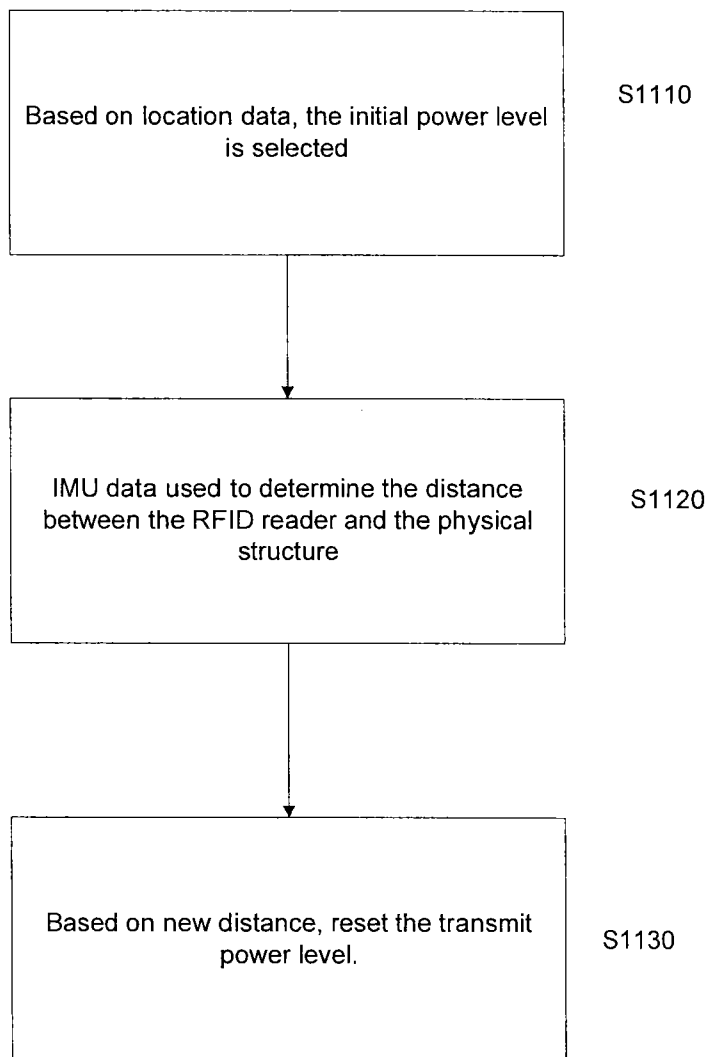 Based on location data, the initial power level
is selected
S1110
IMU data used to determine the distance
between the RFID reader and the physical
structure
S1120
Based on new distance, reset the transmit
power level.
S1130